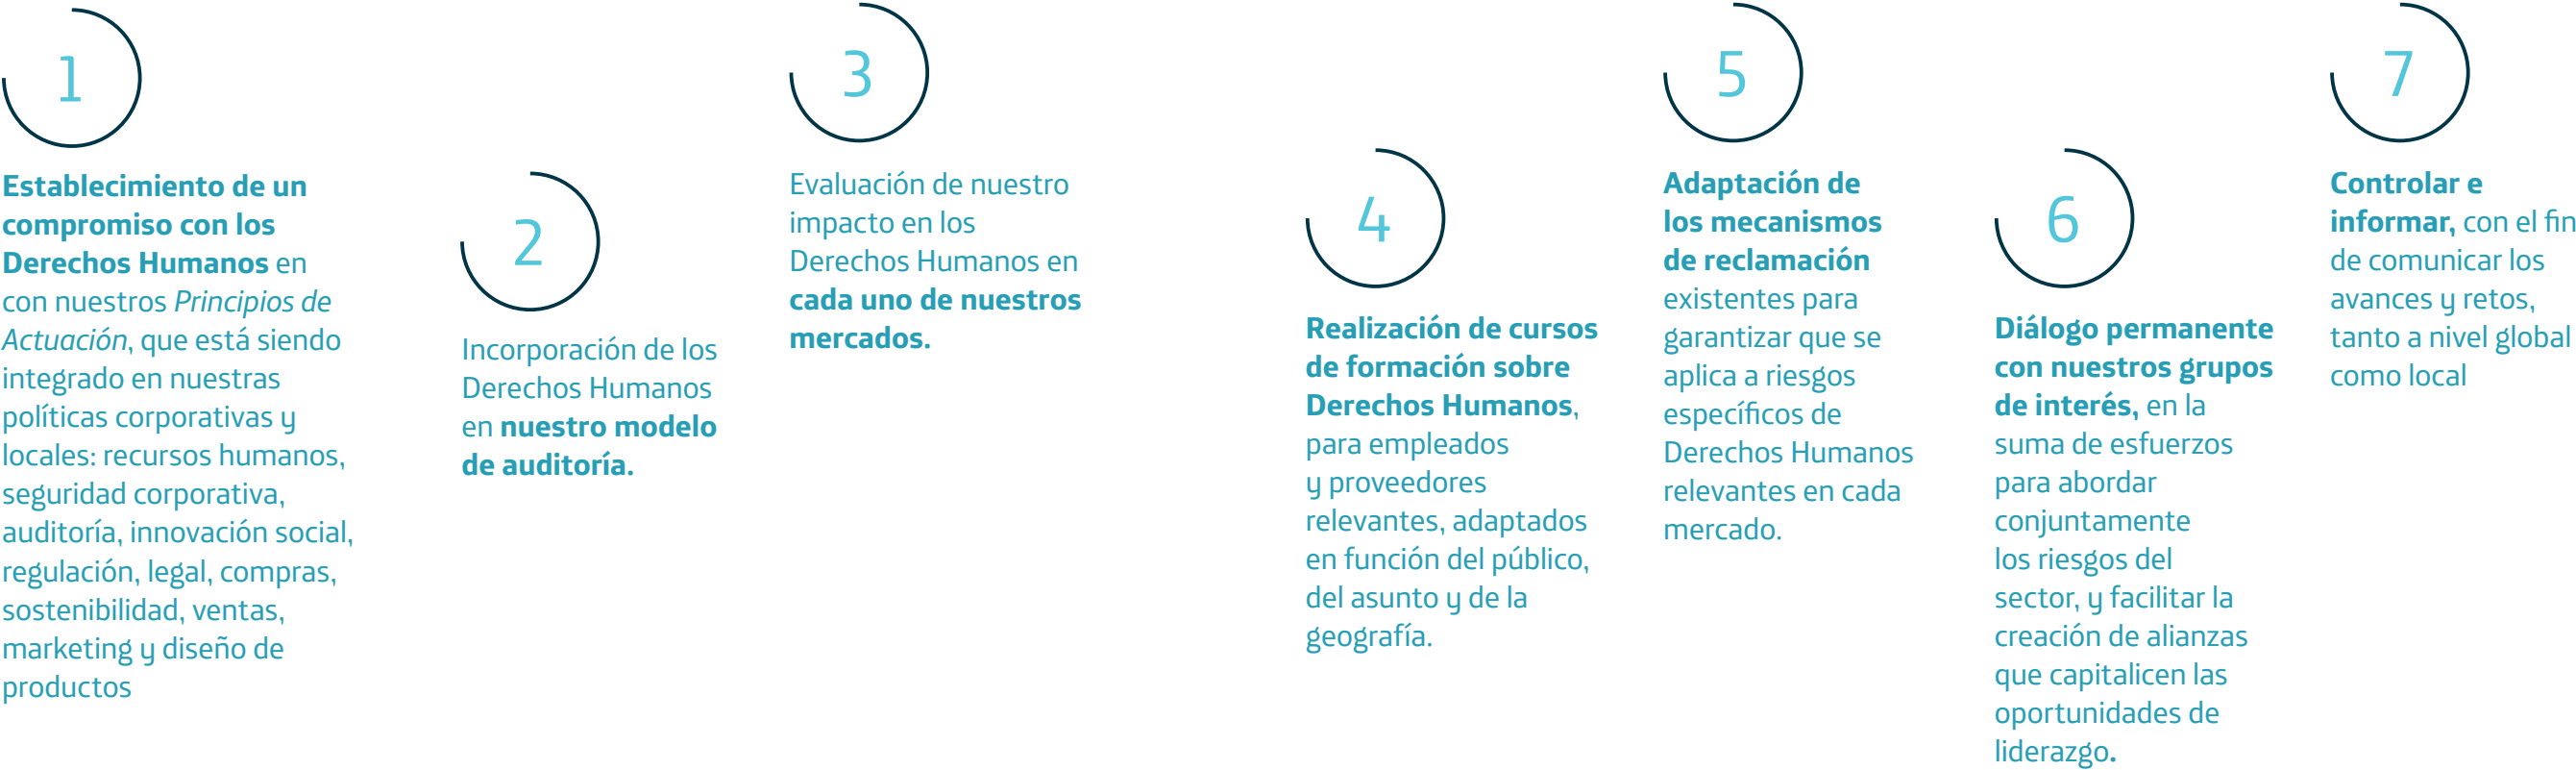 1
Establecimiento de un
compromiso con los
Derechos Humanos en
con nuestros Principios de
Actuación, que está siendo
integrado en nuestras
políticas corporativas y
locales: recursos humanos,
seguridad corporativa,
auditoría, innovación social,
regulación, legal, compras,
sostenibilidad, ventas,
marketing y diseño de
productos
2
Incorporación de los
Derechos Humanos
en nuestro modelo
de auditoría.
3
Evaluación de nuestro
impacto en los
Derechos Humanos en
cada uno de nuestros
mercados.
4
Realización de cursos
de formación sobre
Derechos Humanos,
para empleados
y proveedores
relevantes, adaptados
en función del público,
del asunto y de la
geografía.
5
Adaptación de
los mecanismos
de reclamación
existentes para
garantizar que se
aplica a riesgos
específicos de
Derechos Humanos
relevantes en cada
mercado.
6
Diálogo permanente
con nuestros grupos
de interés, en la
suma de esfuerzos
para abordar
conjuntamente
los riesgos del
sector, y facilitar la
creación de alianzas
que capitalicen las
oportunidades de
liderazgo.
7
Controlar e
informar, con el fin
de comunicar los
avances y retos,
tanto a nivel global
como local